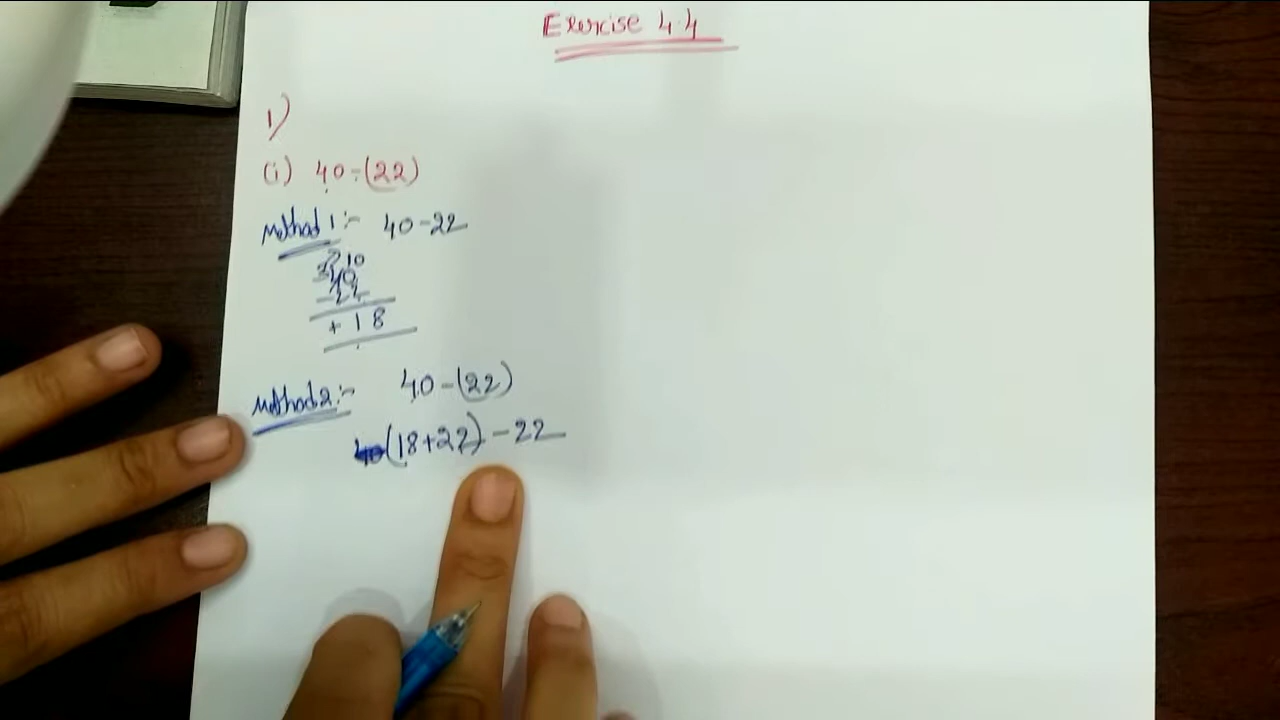 Exercise 4.4
1)
(i) 40-(22)
Method 1:- 40-22
3 10
40
-22
+18
Method 2:- 40-(22)
(18+22)-22